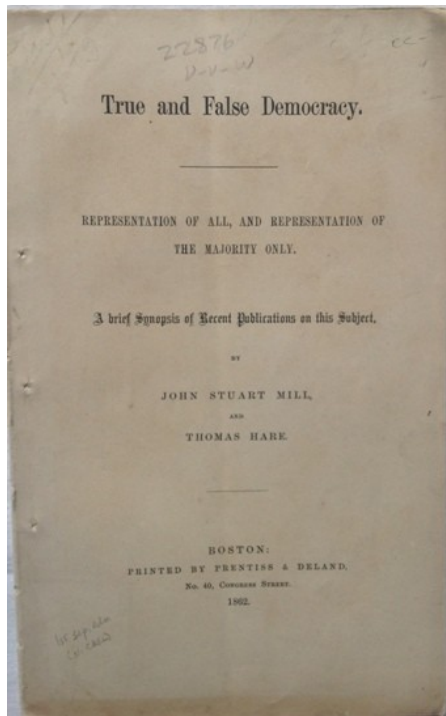 22826
True and False Democracy.
REPRESENTATION OF ALL, AND REPRESENTATION OF
THE MAJORITY ONLY.
A brief Synopsis of Recent Publications on this Subject,
BY
JOHN STUART MILL,
AND
THOMAS HARE.
BOSTON:
PRINTED BY PRENTISS & DELAND,
No. 40, Congress Street.
1862.